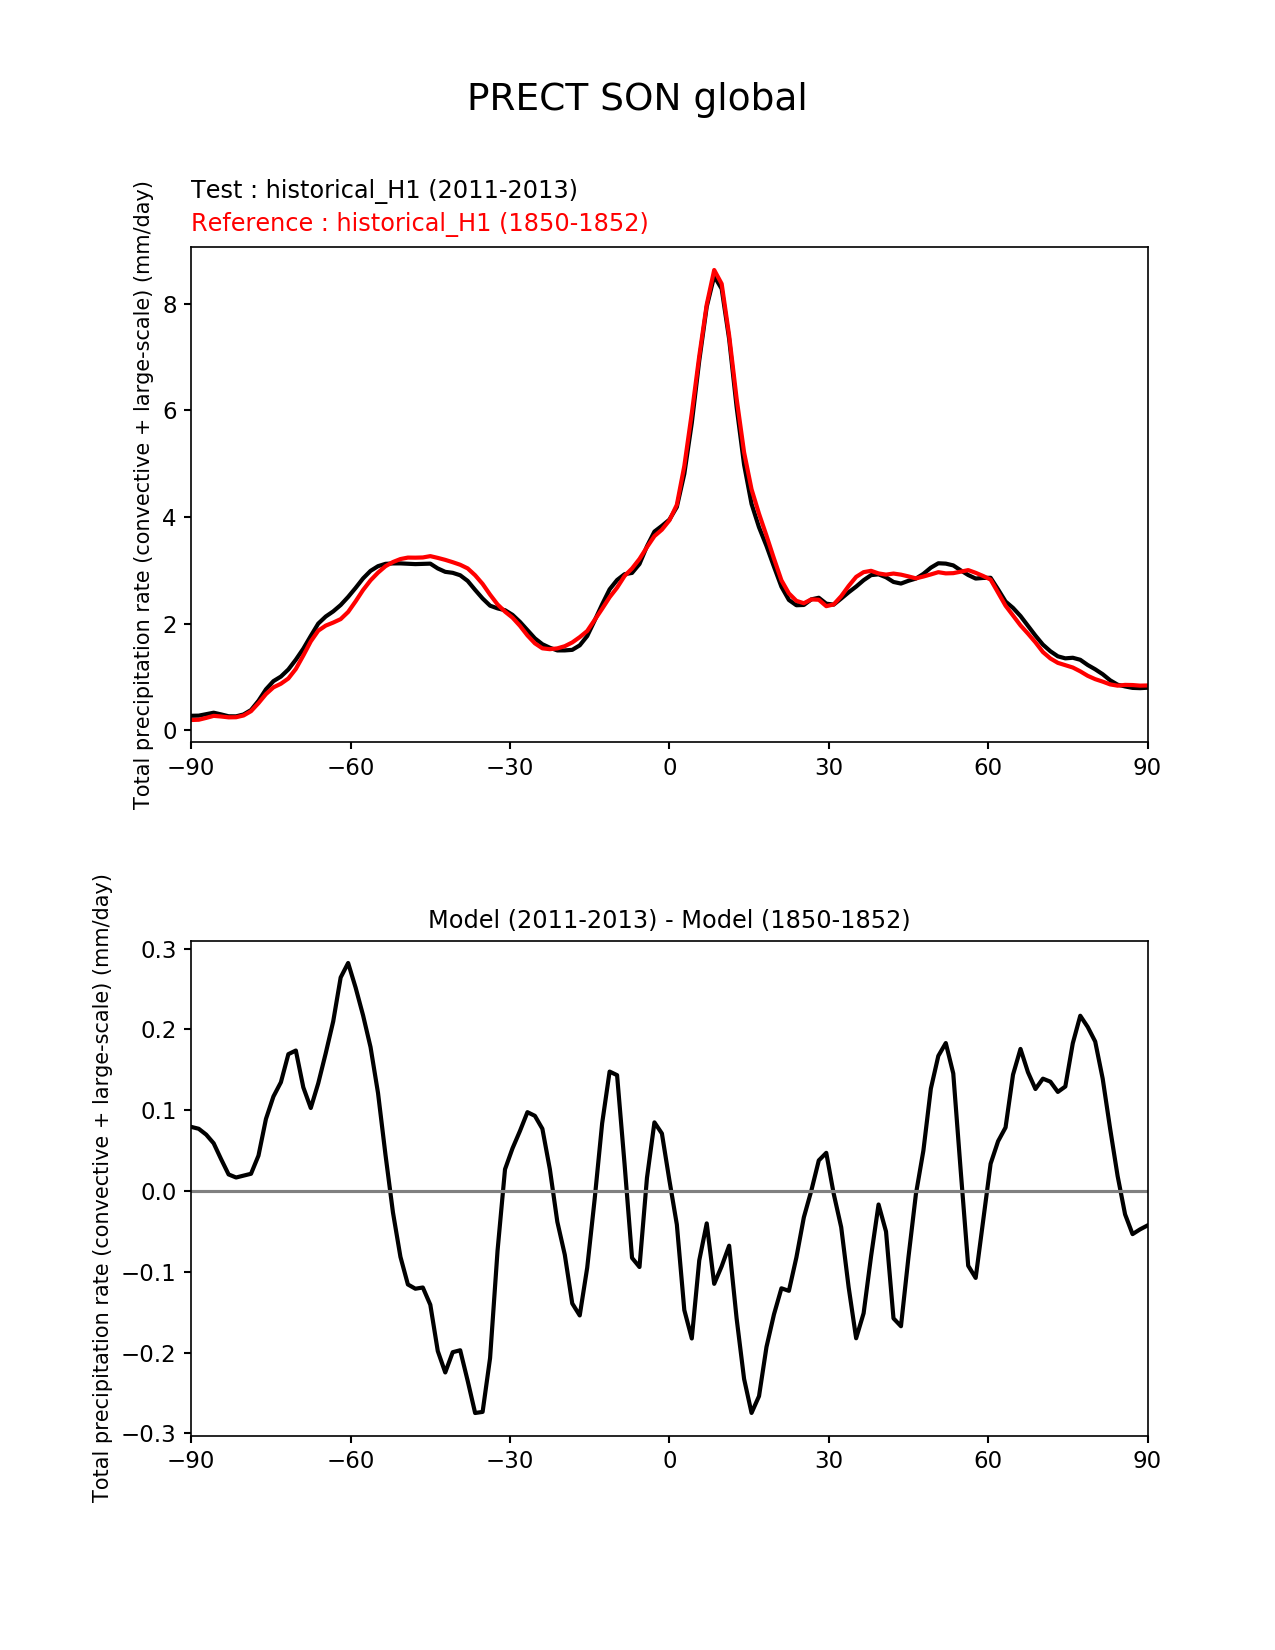 PRECT SON global
Test : historical_H1 (2011-2013)
Reference : historical_H1 (1850-1852)
Total precipitation rate (convective + large-scale) (mm/day)
8
6
4
2
0
−90 −60 −30 0 30 60 90
Model (2011-2013) - Model (1850-1852)
Total precipitation rate (convective + large-scale) (mm/day)
0.3
0.2
0.1
0.0
−0.1
−0.2
−0.3
−90 −60 −30 0 30 60 90